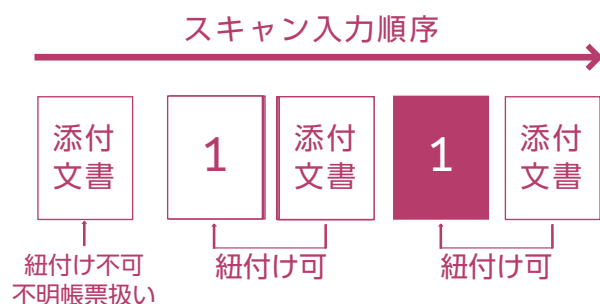 スキャン入力順序
添付
文書
1
添付
文書
1
添付
文書
紐付け不可
不明帳票扱い
紐付け可
紐付け可